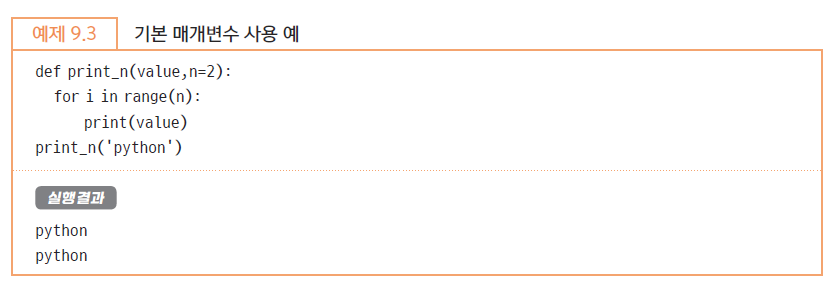 예제 9.3 기본 매개변수 사용 예
def print_n(value,n=2):
for i in range(n):
print(value)
print_n('python')
실행결과
python
python